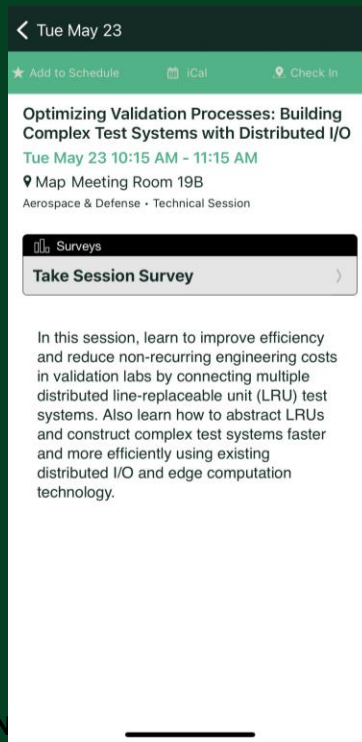 Tue May 23
Add to Schedule
iCal
Check In
Optimizing Validation Processes: Building
Complex Test Systems with Distributed I/O
Tue May 23 10:15 AM - 11:15 AM
Map Meeting Room 19B
Aerospace & Defense • Technical Session
Surveys
Take Session Survey
In this session, learn to improve efficiency
and reduce non-recurring engineering costs
in validation labs by connecting multiple
distributed line-replaceable unit (LRU) test
systems. Also learn how to abstract LRUs
and construct complex test systems faster
and more efficiently using existing
distributed I/O and edge computation
technology.